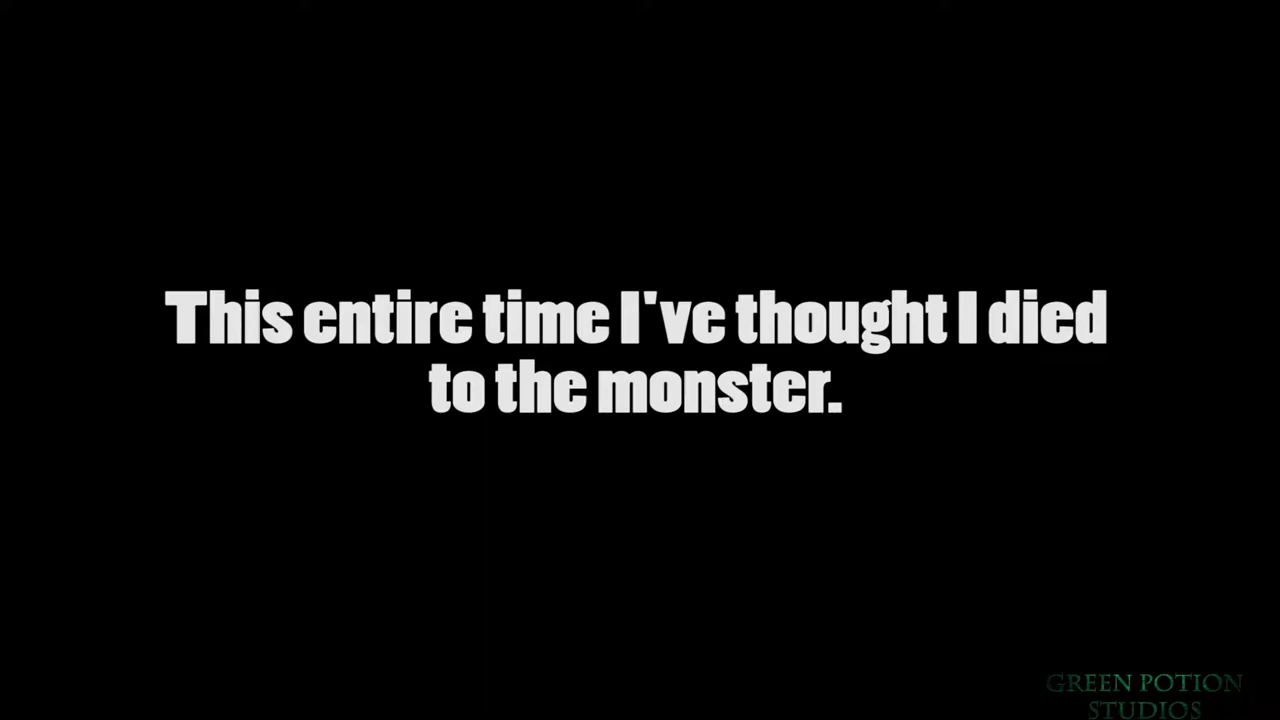 This entire time I've thought I died
to the monster.
GREEN POTION
STUDIOS